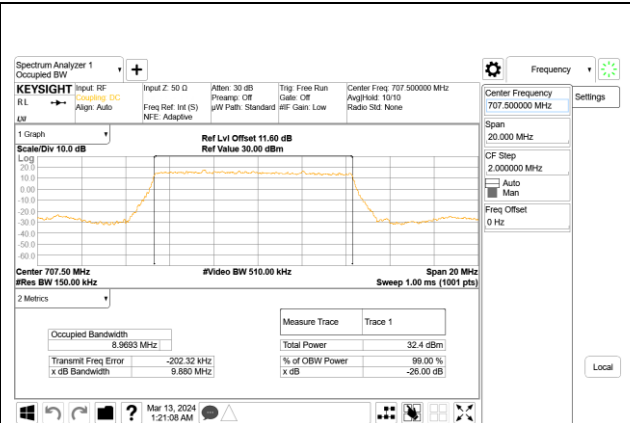 Spectrum Analyzer 1
Occupied BW
Frequency
KEYSIGHT
Input: RF
Coupling: DC
Align: Auto
RL
Input Z: 50 Ω
Freq Ref: Int (S)
NFE: Adaptive
Atten: 30 dB
Preamp: Off
µW Path: Standard
Trig: Free Run
Gate: Off
#IF Gain: Low
Center Freq: 707.500000 MHz
Avg|Hold: 10/10
Radio Std: None
Center Frequency
707.500000 MHz
Settings
Span
20.000 MHz
CF Step
2.000000 MHz
Auto
Man
Freq Offset
0 Hz
1 Graph
Scale/Div 10.0 dB
Ref Lvl Offset 11.60 dB
Ref Value 30.00 dBm
Log
20.0
10.0
0.00
-10.0
-20.0
-30.0
-40.0
-50.0
-60.0
Center 707.50 MHz
#Res BW 150.00 kHz
#Video BW 510.00 kHz
Span 20 MHz
Sweep 1.00 ms (1001 pts)
2 Metrics
Occupied Bandwidth
8.9693 MHz
Transmit Freq Error -202.32 kHz
x dB Bandwidth 9.880 MHz
Measure Trace Trace 1
Total Power 32.4 dBm
% of OBW Power 99.00 %
x dB -26.00 dB
Local
?
Mar 13, 2024
1:21:08 AM